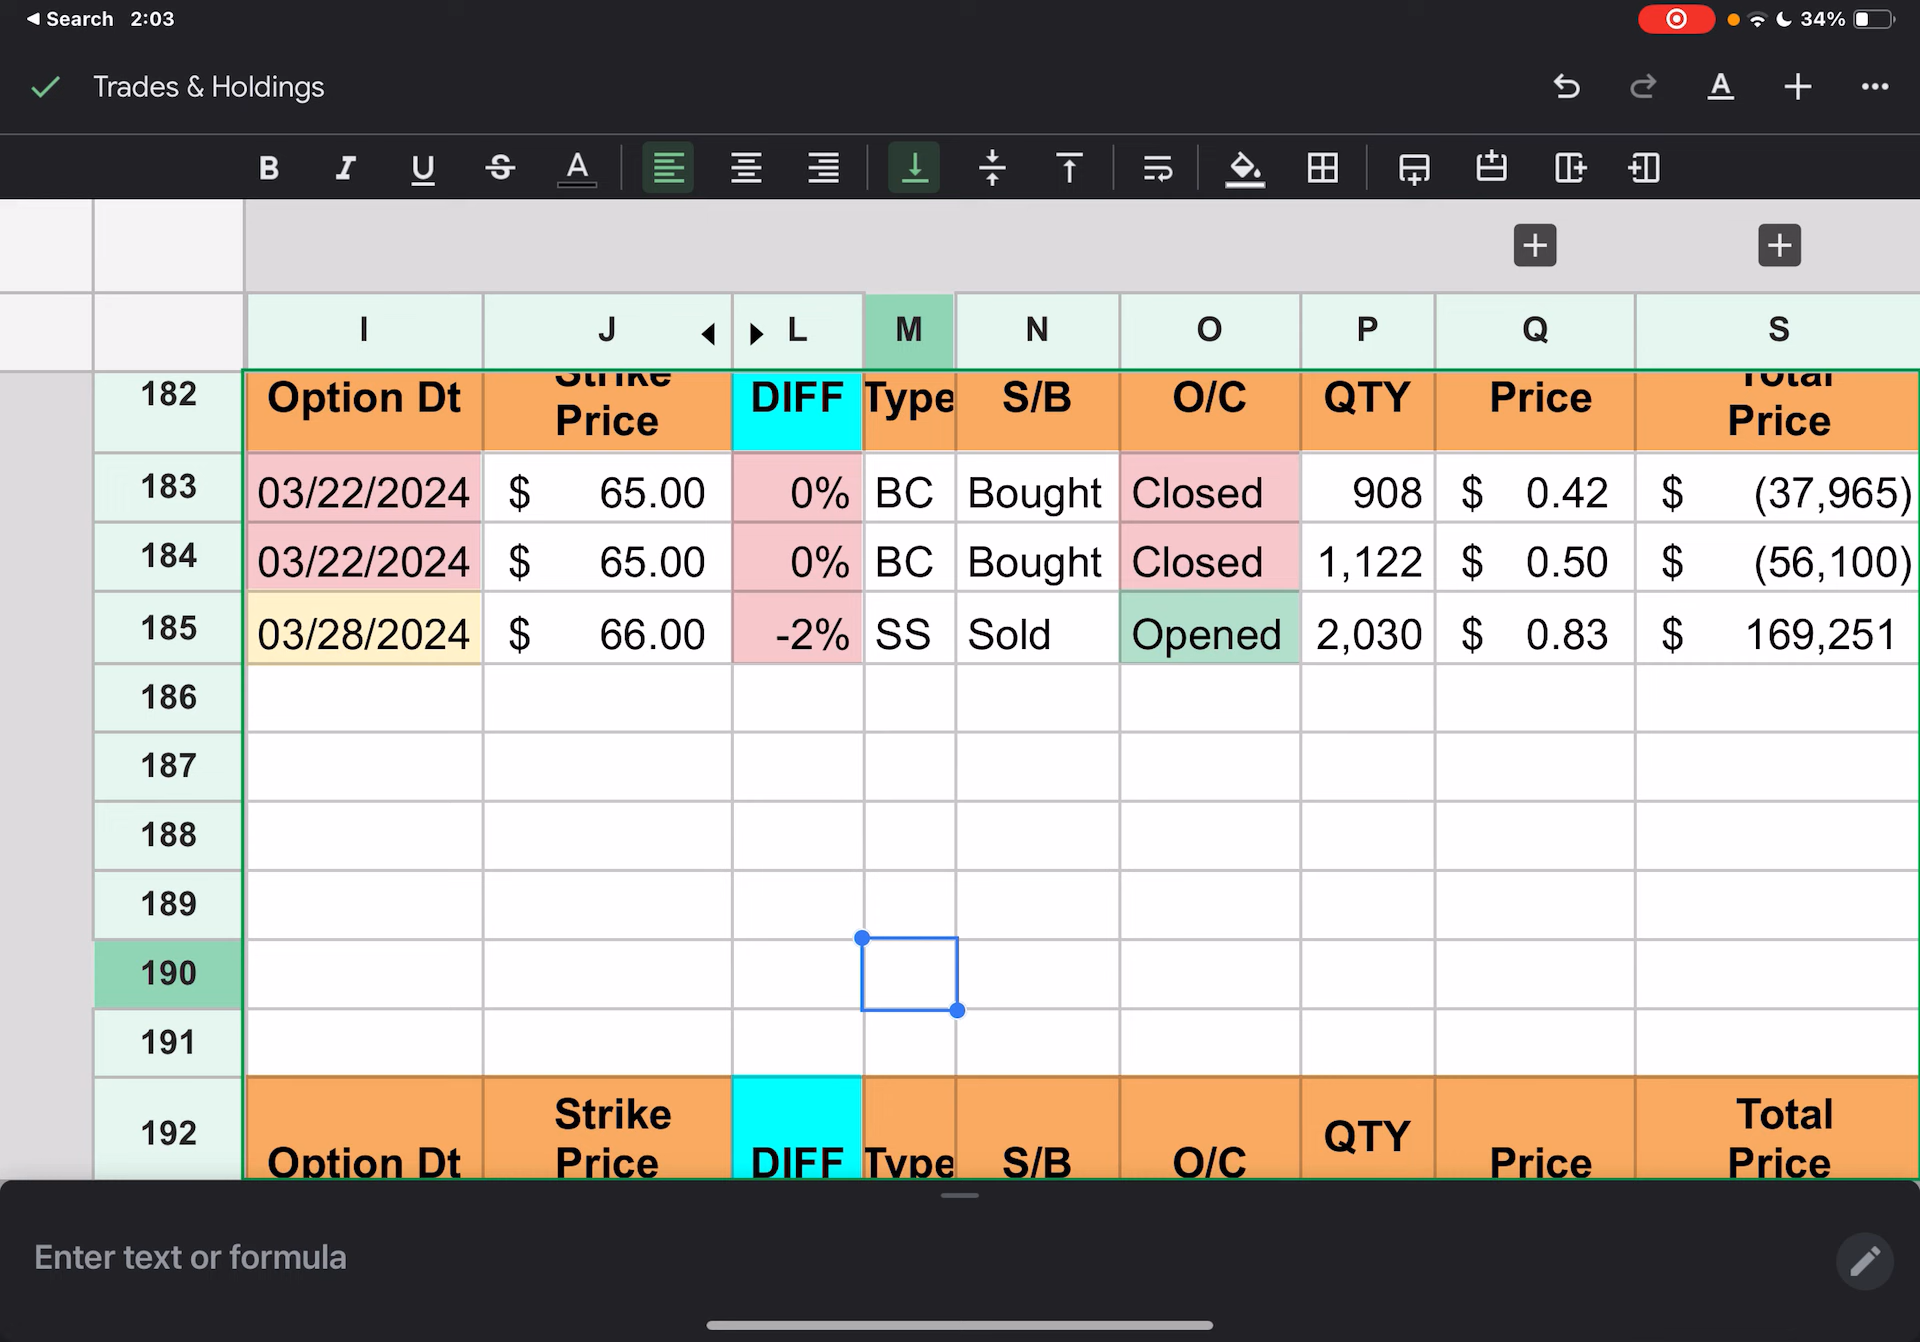 Search 2:03 34%
Trades & Holdings
B I U S A
I J L M N O P Q S
182 Option Dt Strike Price DIFF Type S/B O/C QTY Price Total Price
183 03/22/2024 $ 65.00 0% BC Bought Closed 908 $ 0.42 $ (37,965)
184 03/22/2024 $ 65.00 0% BC Bought Closed 1,122 $ 0.50 $ (56,100)
185 03/28/2024 $ 66.00 -2% SS Sold Opened 2,030 $ 0.83 $ 169,251
186
187
188
189
190
191
192 Option Dt Strike Price DIFF Type S/B O/C QTY Price Total Price
Enter text or formula